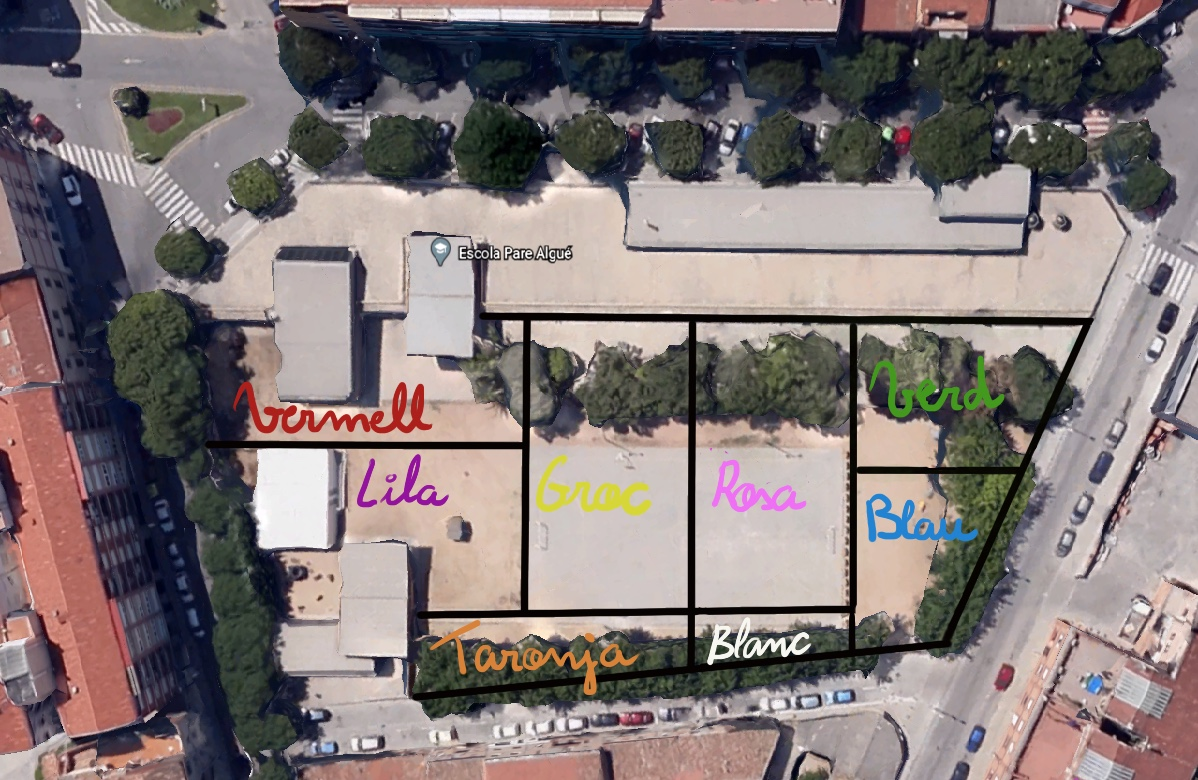 Escola Pare Algué
Vermell
Verd
Lila
Groc
Rosa
Blau
Taronja
Blanc